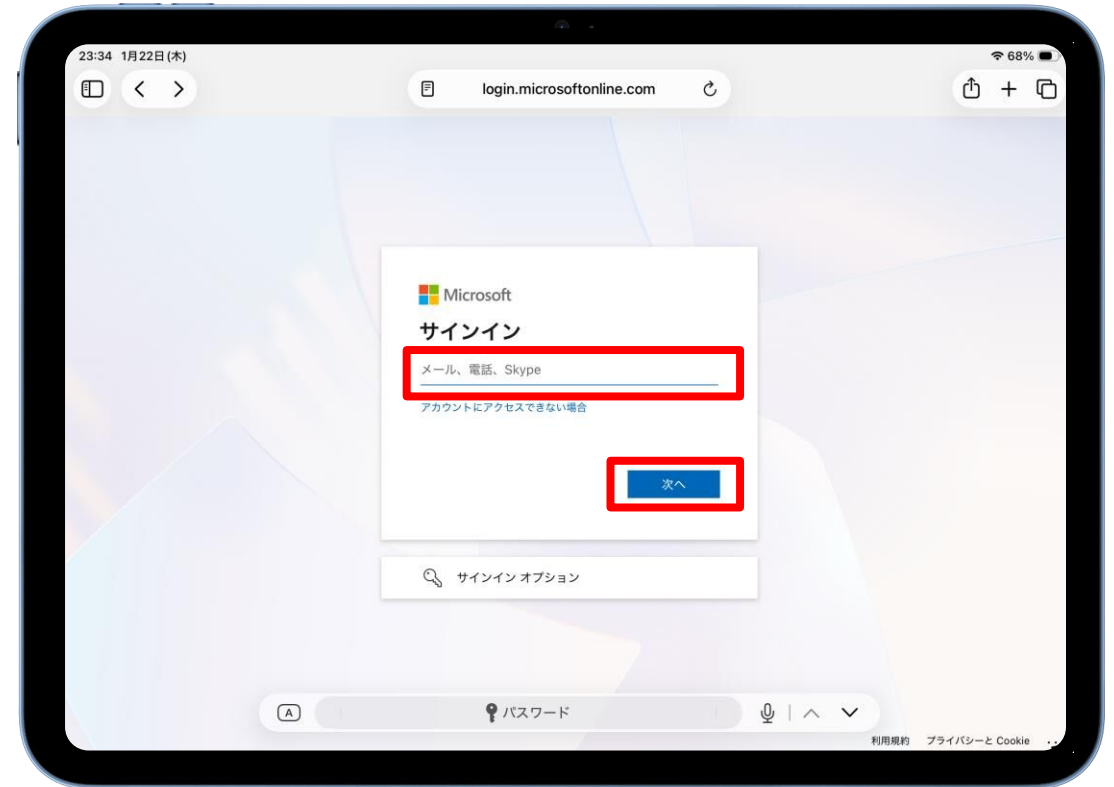 23:34 1月22日(木)
68%
login.microsoftonline.com
Microsoft
サインイン
メール、電話、Skype
アカウントにアクセスできない場合
次へ
サインイン オプション
A
パスワード
利用規約 プライバシーと Cookie ...